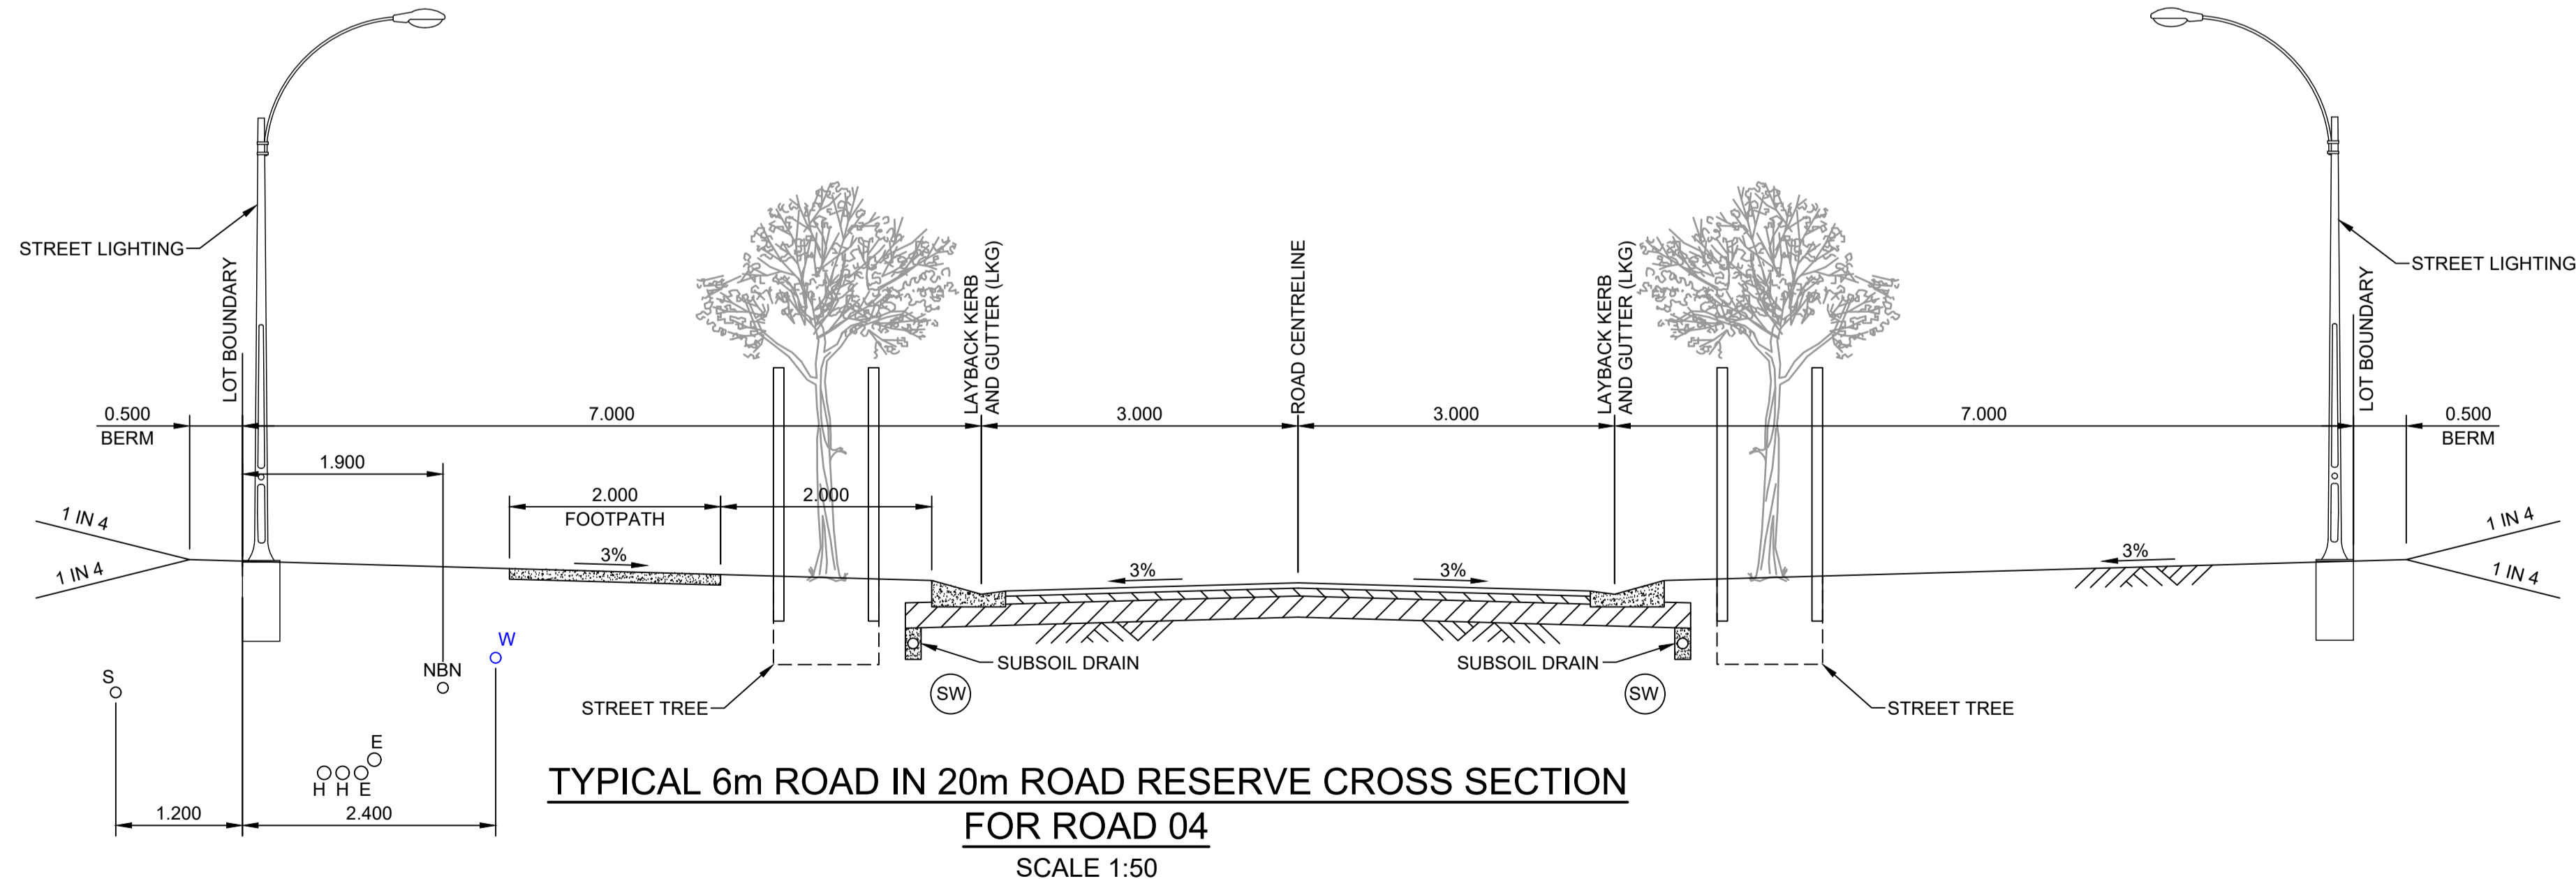 STREET LIGHTING
LOT BOUNDARY
LAYBACK KERB
AND GUTTER (LKG)
ROAD CENTRELINE
LAYBACK KERB
AND GUTTER (LKG)
LOT BOUNDARY
STREET LIGHTING
0.500
BERM
7.000
3.000
3.000
7.000
0.500
BERM
1.900
2.000
FOOTPATH
2.000
1 IN 4
1 IN 4
3%
3%
3%
3%
1 IN 4
1 IN 4
S
NBN
W
SUBSOIL DRAIN
SUBSOIL DRAIN
SW
SW
STREET TREE
STREET TREE
E
H H E
1.200
2.400
TYPICAL 6m ROAD IN 20m ROAD RESERVE CROSS SECTION
FOR ROAD 04
SCALE 1:50